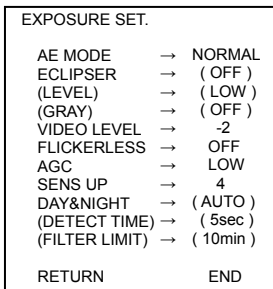 EXPOSURE SET.
AE MODE → NORMAL
ECLIPSER → ( OFF )
(LEVEL) → ( LOW )
(GRAY) → ( OFF )
VIDEO LEVEL → -2
FLICKERLESS → OFF
AGC → LOW
SENS UP → 4
DAY&NIGHT → ( AUTO )
(DETECT TIME) → ( 5sec )
(FILTER LIMIT) → ( 10min )
RETURN END